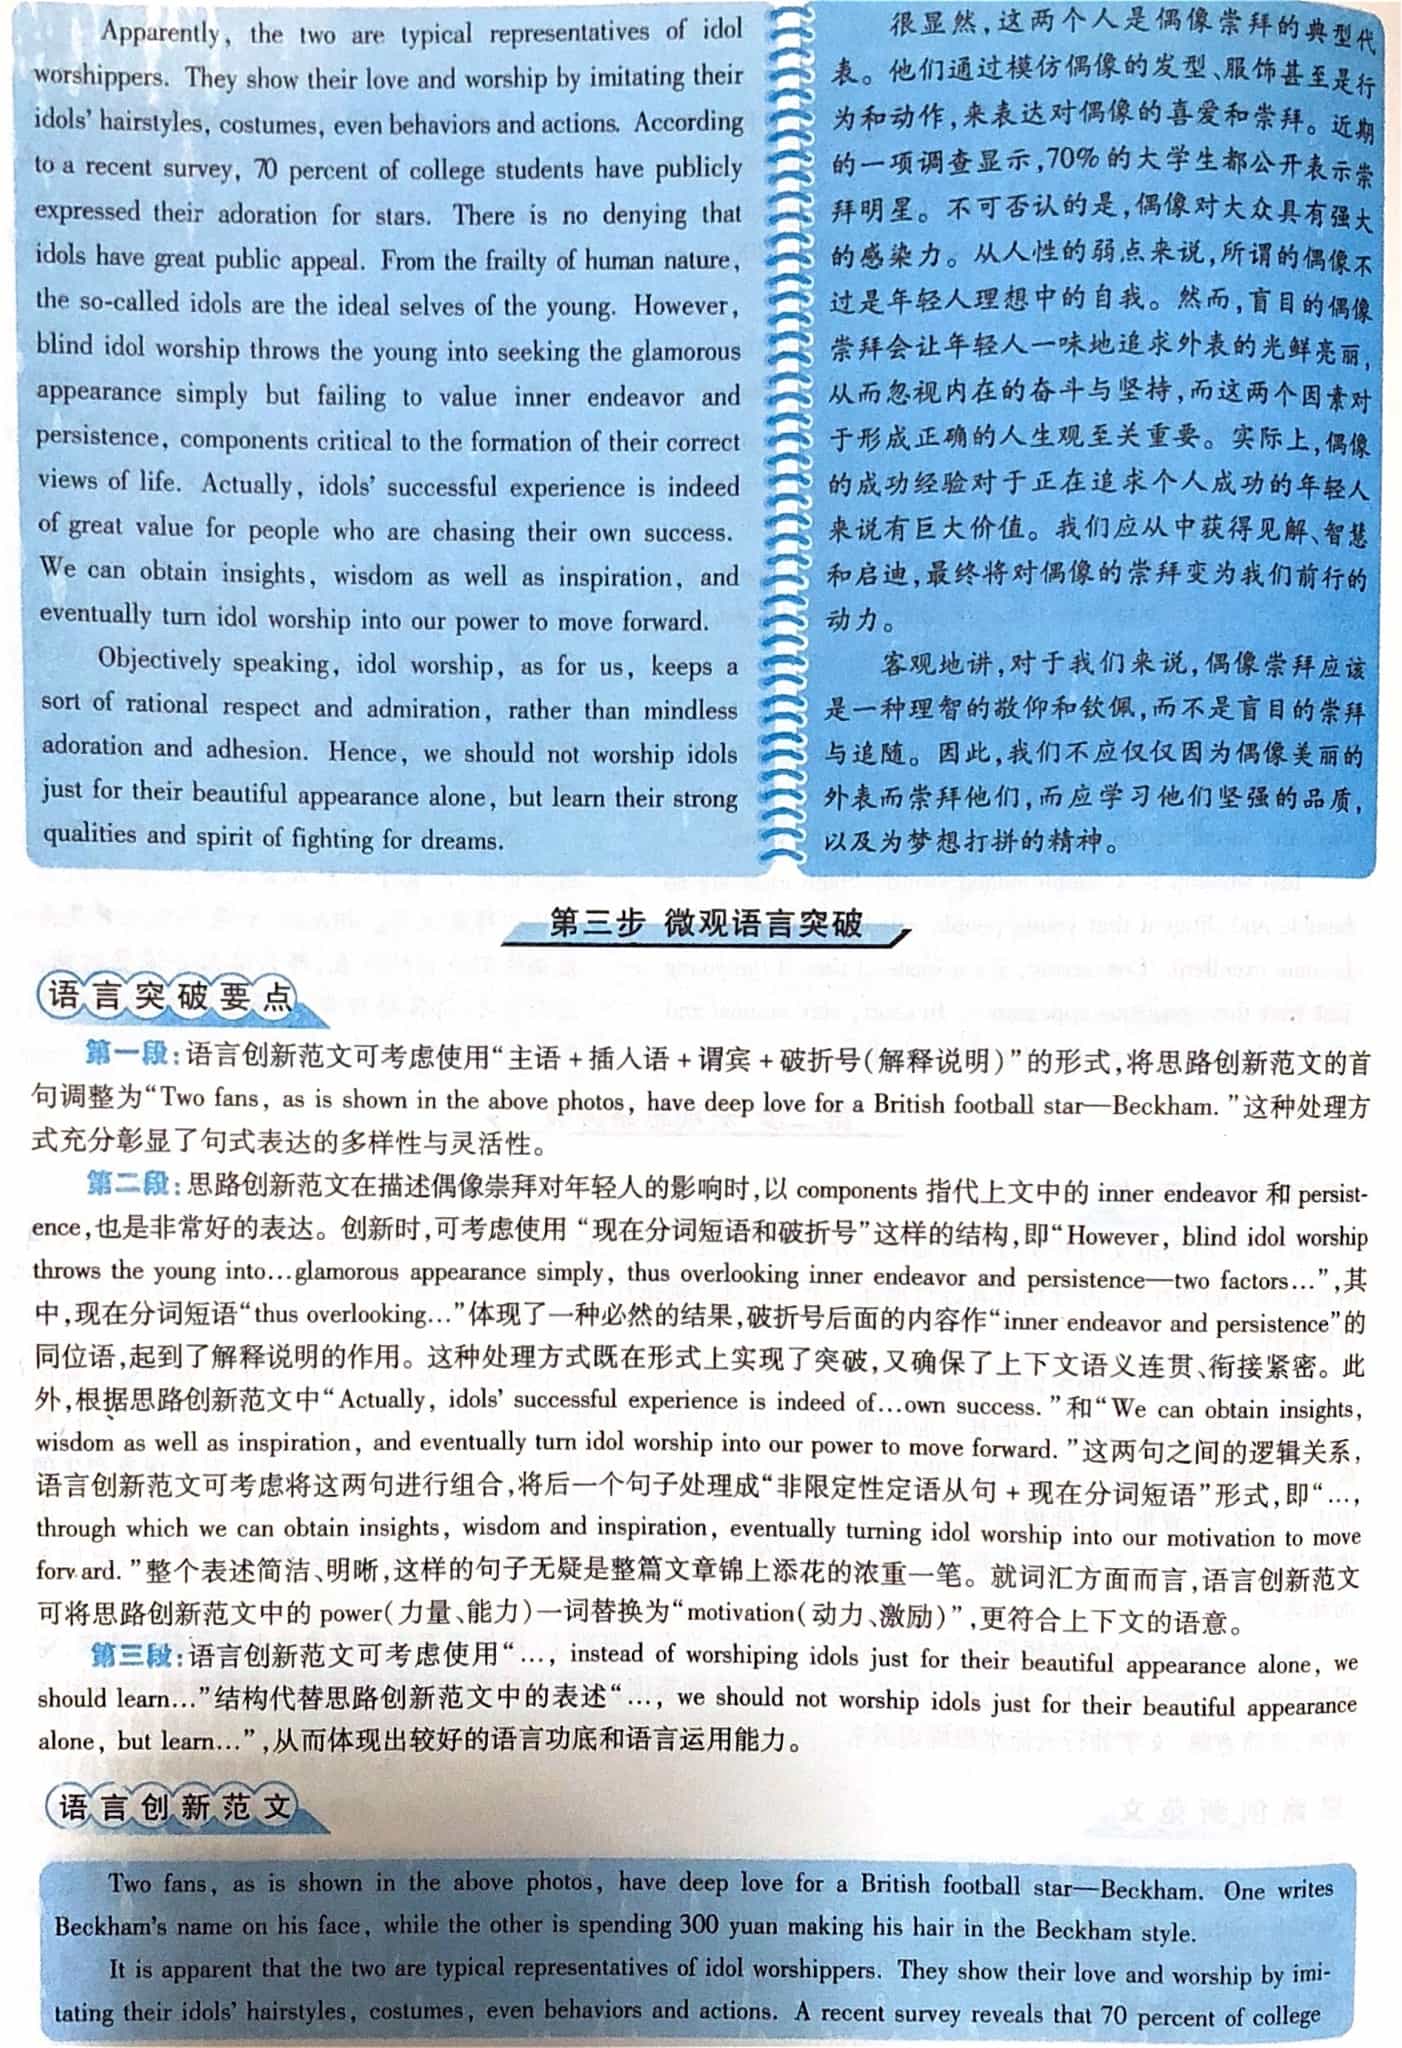 Apparently, the two are typical representatives of idol
worshippers. They show their love and worship by imitating their
idols' hairstyles, costumes, even behaviors and actions. According
to a recent survey, 70 percent of college students have publicly
expressed their adoration for stars. There is no denying that
idols have great public appeal. From the frailty of human nature,
the so-called idols are the ideal selves of the young. However,
blind idol worship throws the young into seeking the glamorous
appearance simply but failing to value inner endeavor and
persistence, components critical to the formation of their correct
views of life. Actually, idols' successful experience is indeed
of great value for people who are chasing their own success.
We can obtain insights, wisdom as well as inspiration, and
eventually turn idol worship into our power to move forward.
Objectively speaking, idol worship, as for us, keeps a
sort of rational respect and admiration, rather than mindless
adoration and adhesion. Hence, we should not worship idols
just for their beautiful appearance alone, but learn their strong
qualities and spirit of fighting for dreams.
很显然,这两个人是偶像崇拜的典型代
表。他们通过模仿偶像的发型、服饰甚至是行
为和动作,来表达对偶像的喜爱和崇拜。近期
的一项调查显示,70%的大学生都公开表示崇
拜明星。不可否认的是,偶像对大众具有强大
的感染力。从人性的弱点来说,所谓的偶像不
过是年轻人理想中的自我。然而,盲目的偶像
崇拜会让年轻人一味地追求外表的光鲜亮丽,
从而忽视内在的奋斗与坚持,而这两个因素对
于形成正确的人生观至关重要。实际上,偶像
的成功经验对于正在追求个人成功的年轻人
来说有巨大价值。我们应从中获得见解、智慧
和启迪,最终将对偶像的崇拜变为我们前行的
动力。
客观地讲,对于我们来说,偶像崇拜应该
是一种理智的敬仰和钦佩,而不是盲目的崇拜
与追随。因此,我们不应仅仅因为偶像美丽的
外表而崇拜他们,而应学习他们坚强的品质,
以及为梦想打拼的精神。
第三步 微观语言突破
语言突破要点
第一段:语言创新范文可考虑使用“主语+插入语+谓宾+破折号(解释说明)”的形式,将思路创新范文的首
句调整为“Two fans, as is shown in the above photos, have deep love for a British football star—Beckham.”这种处理方
式充分彰显了句式表达的多样性与灵活性。
第二段:思路创新范文在描述偶像崇拜对年轻人的影响时,以 components 指代上文中的 inner endeavor 和 persist-
ence,也是非常好的表达。创新时,可考虑使用 “现在分词短语和破折号”这样的结构,即“However, blind idol worship
throws the young into…glamorous appearance simply, thus overlooking inner endeavor and persistence—two factors…”,其
中,现在分词短语“thus overlooking…”体现了一种必然的结果,破折号后面的内容作“inner endeavor and persistence”的
同位语,起到了解释说明的作用。这种处理方式既在形式上实现了突破,又确保了上下文语义连贯、衔接紧密。此
外,根据思路创新范文中“Actually, idols' successful experience is indeed of…own success.”和“We can obtain insights,
wisdom as well as inspiration, and eventually turn idol worship into our power to move forward.”这两句之间的逻辑关系,
语言创新范文可考虑将这两句进行组合,将后一个句子处理成“非限定性定语从句+现在分词短语”形式,即“…,
through which we can obtain insights, wisdom and inspiration, eventually turning idol worship into our motivation to move
forward.”整个表述简洁、明晰,这样的句子无疑是整篇文章锦上添花的浓重一笔。就词汇方面而言,语言创新范文
可将思路创新范文中的 power(力量、能力)一词替换为“motivation(动力、激励)”,更符合上下文的语意。
第三段:语言创新范文可考虑使用“…, instead of worshiping idols just for their beautiful appearance alone, we
should learn…”结构代替思路创新范文中的表述“…, we should not worship idols just for their beautiful appearance
alone, but learn…”,从而体现出较好的语言功底和语言运用能力。
语言创新范文
Two fans, as is shown in the above photos, have deep love for a British football star—Beckham. One writes
Beckham's name on his face, while the other is spending 300 yuan making his hair in the Beckham style.
It is apparent that the two are typical representatives of idol worshippers. They show their love and worship by imi-
tating their idols' hairstyles, costumes, even behaviors and actions. A recent survey reveals that 70 percent of college